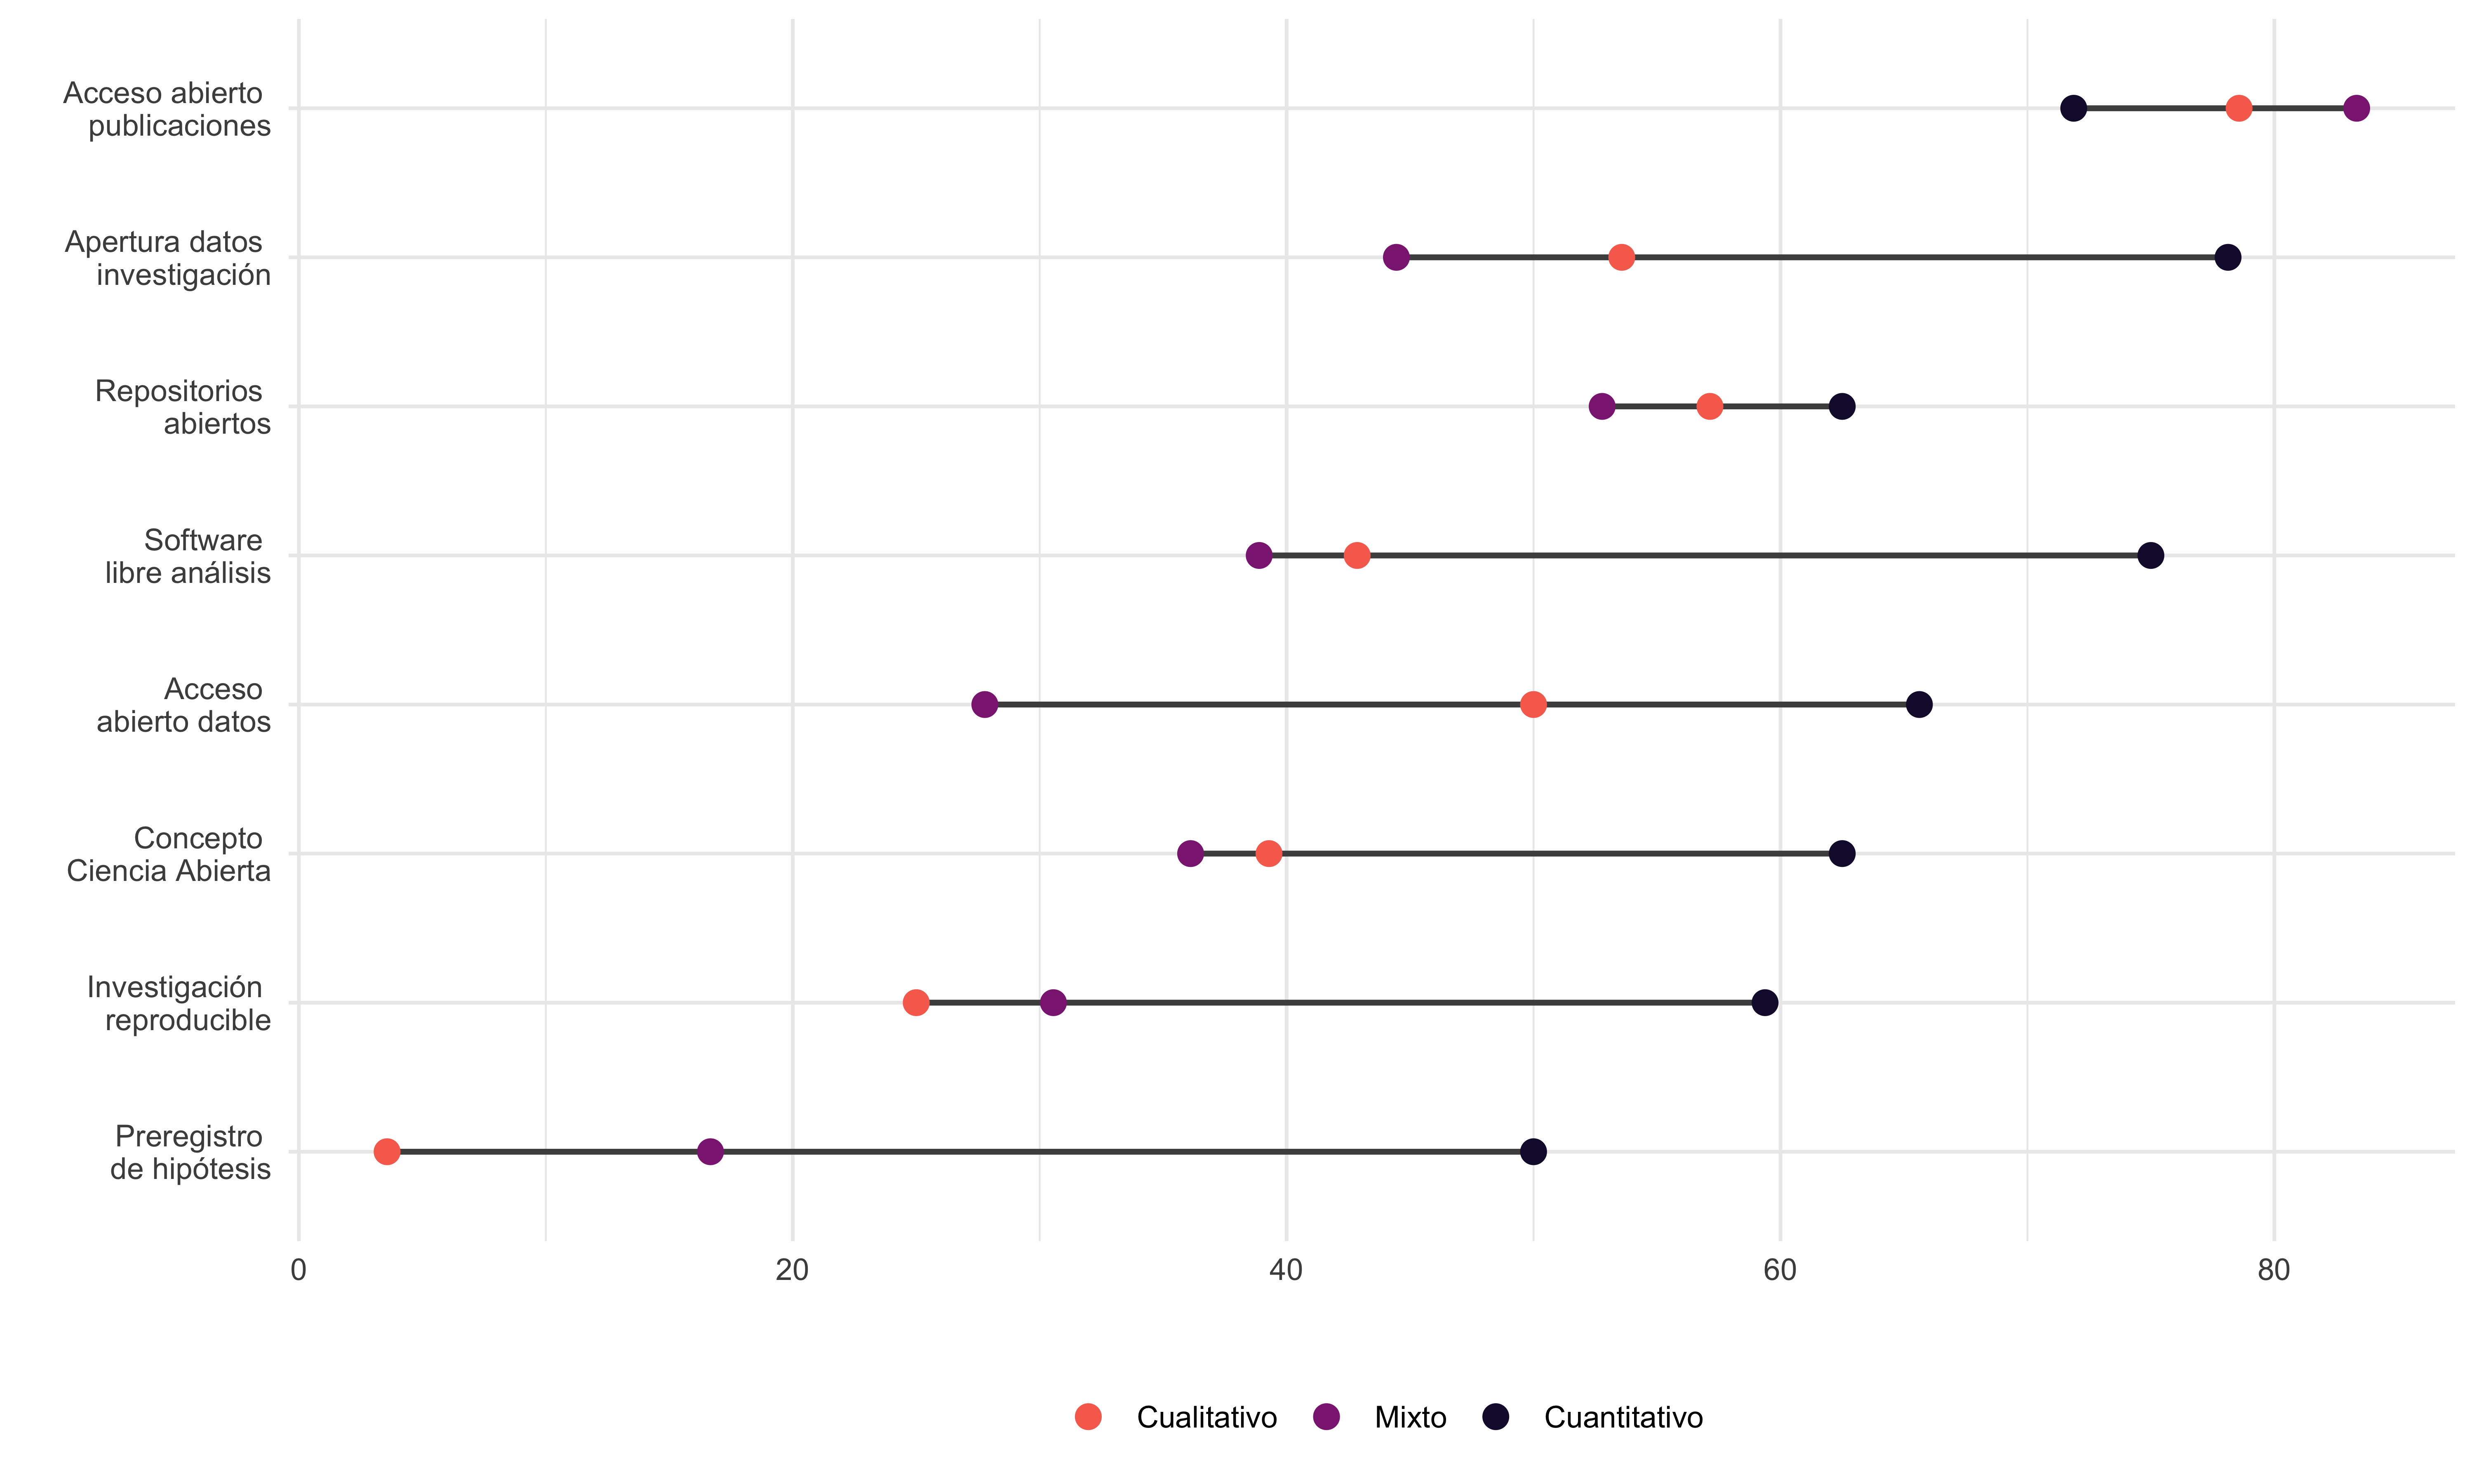 Acceso abierto
publicaciones
Apertura datos
investigación
Repositorios
abiertos
Software
libre análisis
Acceso
abierto datos
Concepto
Ciencia Abierta
Investigación
reproducible
Preregistro
de hipótesis
0 20 40 60 80
Cualitativo Mixto Cuantitativo